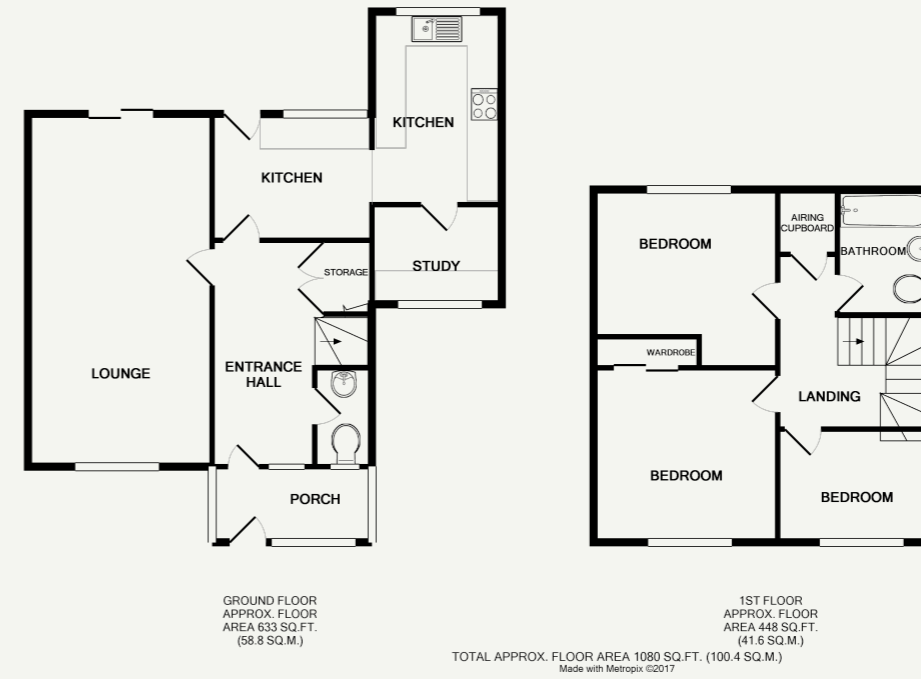 KITCHEN
KITCHEN
STUDY
STORAGE
LOUNGE
ENTRANCE
HALL
PORCH
GROUND FLOOR
APPROX. FLOOR
AREA 633 SQ.FT.
(58.8 SQ.M.)
BEDROOM
AIRING
CUPBOARD
BATHROOM
WARDROBE
LANDING
BEDROOM
BEDROOM
1ST FLOOR
APPROX. FLOOR
AREA 448 SQ.FT.
(41.6 SQ.M.)
TOTAL APPROX. FLOOR AREA 1080 SQ.FT. (100.4 SQ.M.)
Made with Metropix ©2017